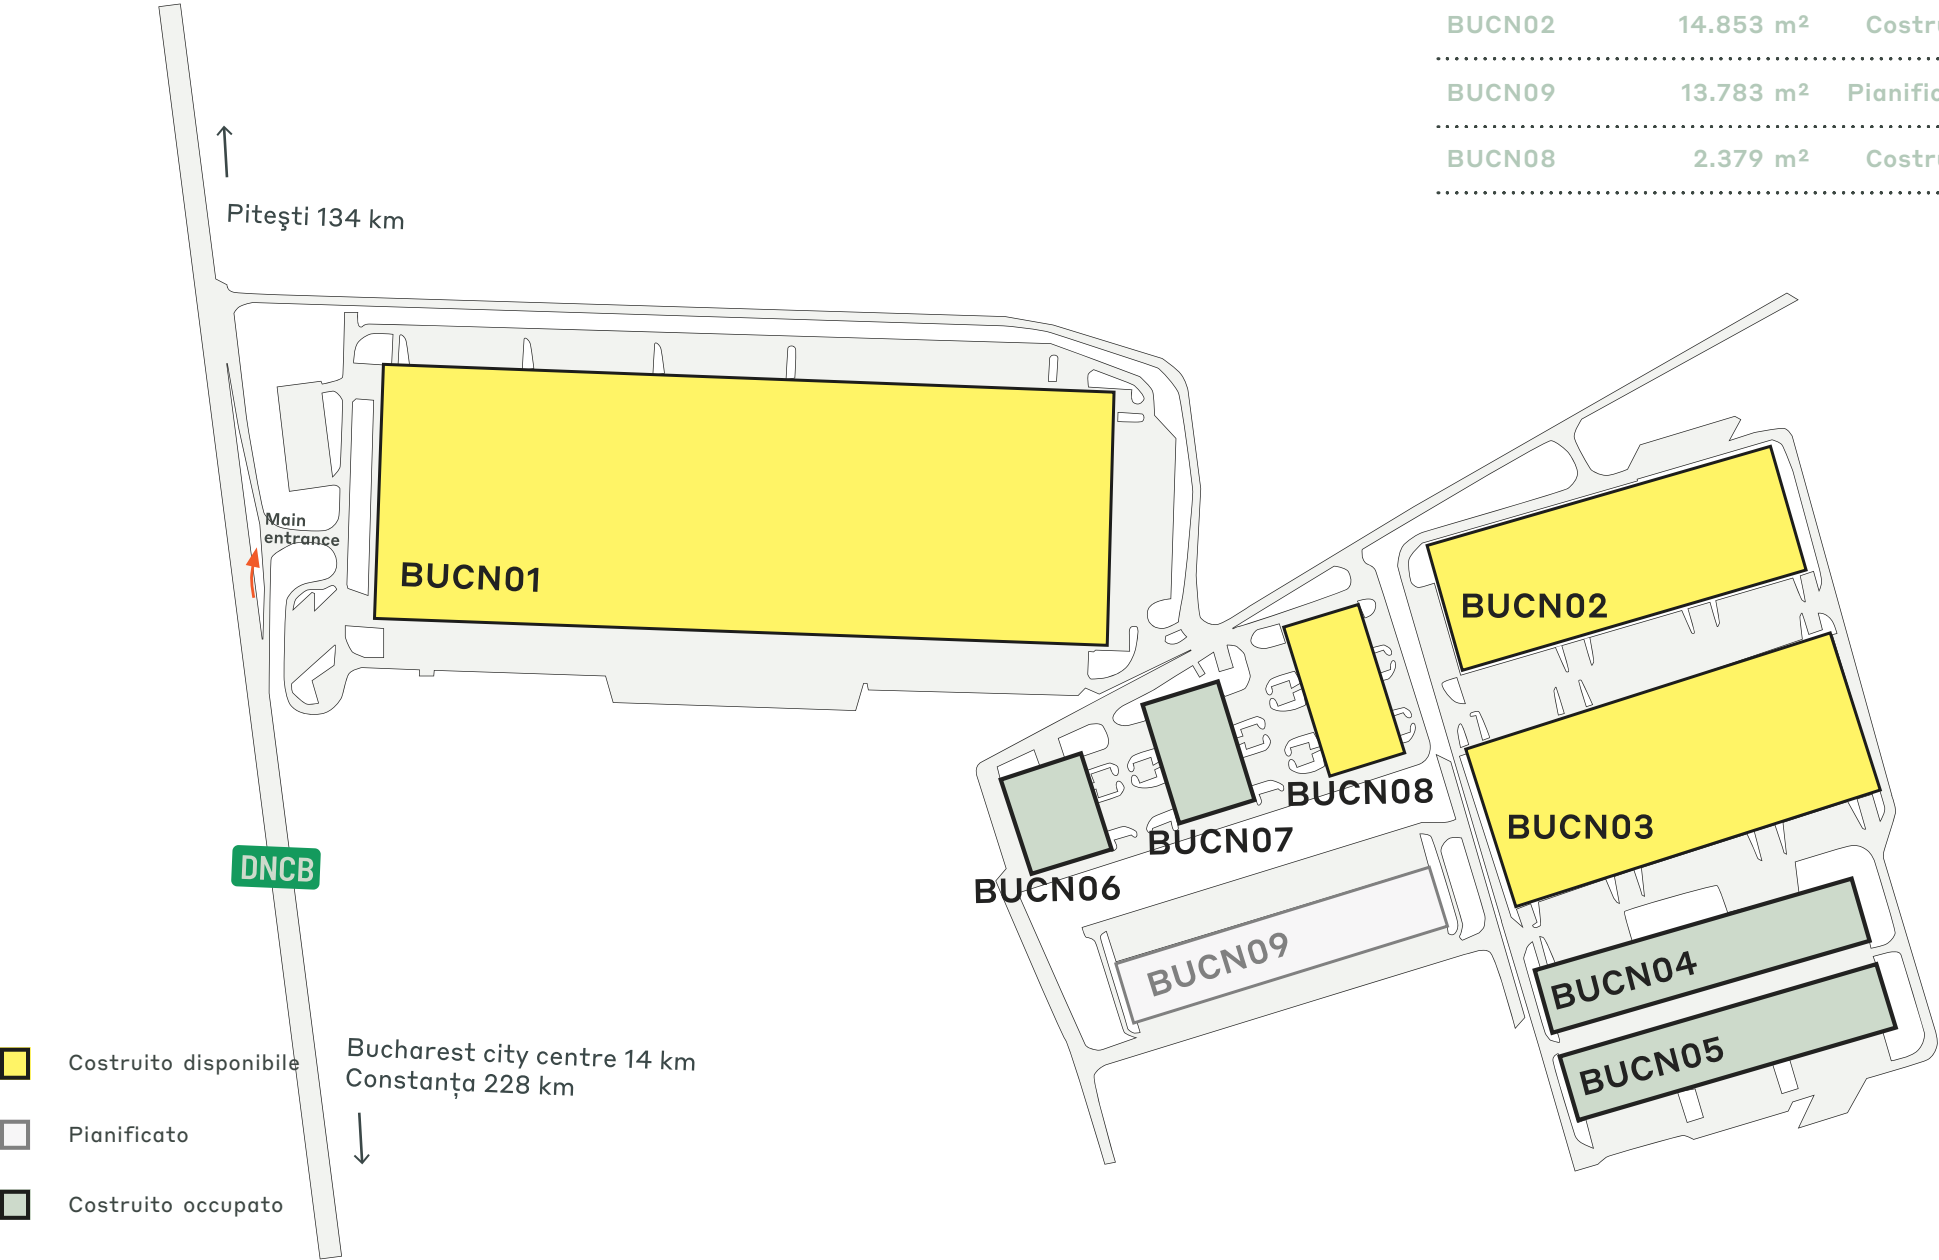 BUCN02 14.853 m²
BUCN09 13.783 m²
BUCN08 2.379 m²
Piteşti 134 km
Main
entrance
BUCN01
BUCN02
BUCN03
BUCN08
BUCN07
BUCN06
BUCN09
BUCN04
BUCN05
DNCB
Bucharest city centre 14 km
Constanța 228 km
Costruito disponibile
Pianificato
Costruito occupato